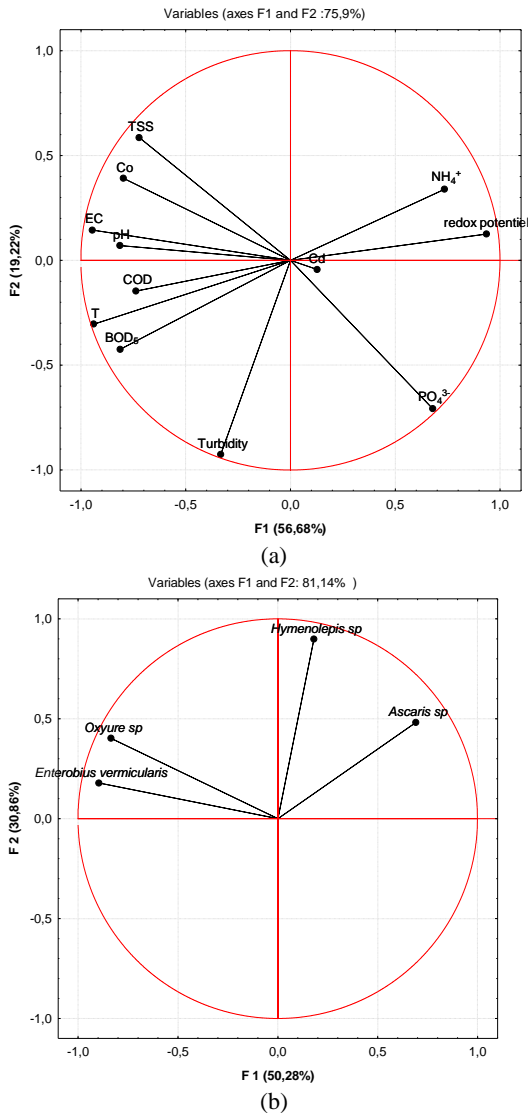 Variables (axes F1 and F2 :75,9%)
1,0
TSS
0,5
Co
NH₄⁺
EC
redox potentiel
pH
0,0
Cd
COD
T
BOD₅
-0,5
PO₄³⁻
Turbidity
-1,0
-1,0 -0,5 0,0 0,5 1,0
F2 (19,22%)
F1 (56,68%)
(a)
Variables (axes F1 and F2: 81,14% )
1,0
Hymenolepis sp
Ascaris sp
0,5
Oxyure sp
Enterobius vermicularis
0,0
-0,5
-1,0
-1,0 -0,5 0,0 0,5 1,0
F 2 (30,86%)
F 1 (50,28%)
(b)